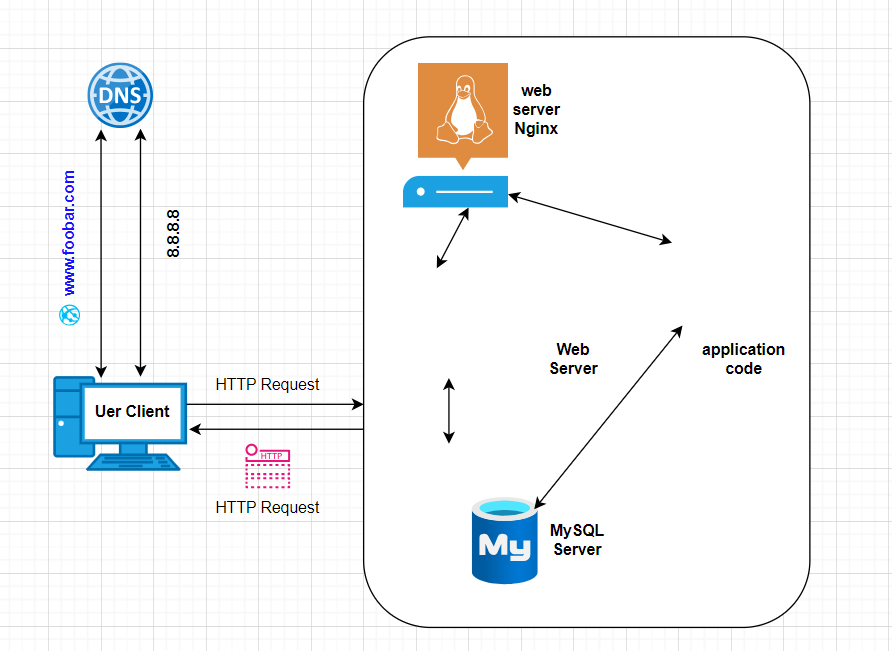 DNS
www.foobar.com
8.8.8.8
Uer Client
HTTP Request
HTTP
HTTP Request
web
server
Nginx
Web
Server
application
code
My
MySQL
Server